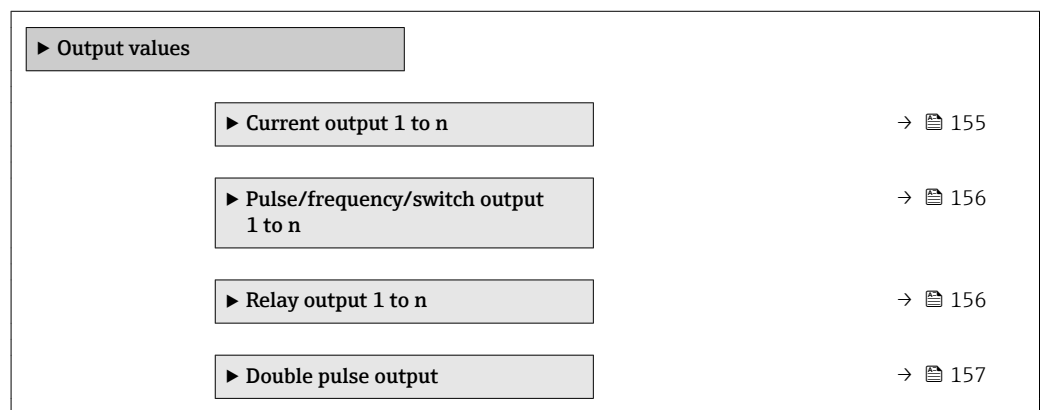 ▶ Output values
▶ Current output 1 to n → 155
▶ Pulse/frequency/switch output → 156
1 to n
▶ Relay output 1 to n → 156
▶ Double pulse output → 157